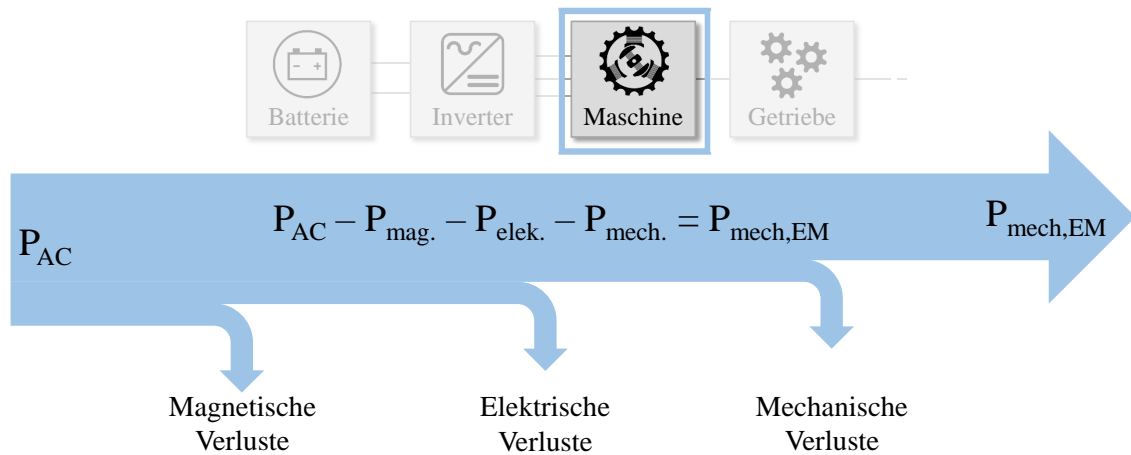 Batterie Inverter Maschine Getriebe
P_AC – P_mag. – P_elek. – P_mech. = P_mech,EM
P_mech,EM
P_AC
Magnetische
Verluste
Elektrische
Verluste
Mechanische
Verluste